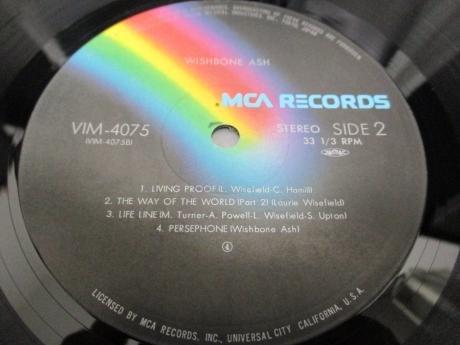 WISHBONE ASH
MCA RECORDS
VIM-4075
(VIM-4075B)
STEREO SIDE 2
33 1/3 RPM
1. LIVING PROOF(L. Wisefield-C. Hamill)
2. THE WAY OF THE WORLD(Part 2)(Laurie Wisefield)
3. LIFE LINE(M. Turner-A. Powell-L. Wisefield-S. Upton)
4. PERSEPHONE(Wishbone Ash)
④
LICENSED BY MCA RECORDS, INC., UNIVERSAL CITY, CALIFORNIA, U.S.A.